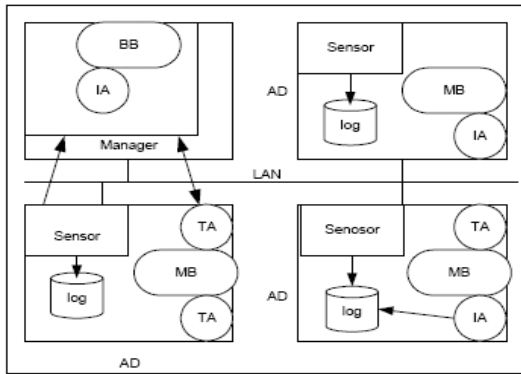 BB
IA
Manager
Sensor
log
AD
MB
IA
LAN
Sensor
log
TA
MB
TA
AD
Senosor
log
TA
MB
IA
AD